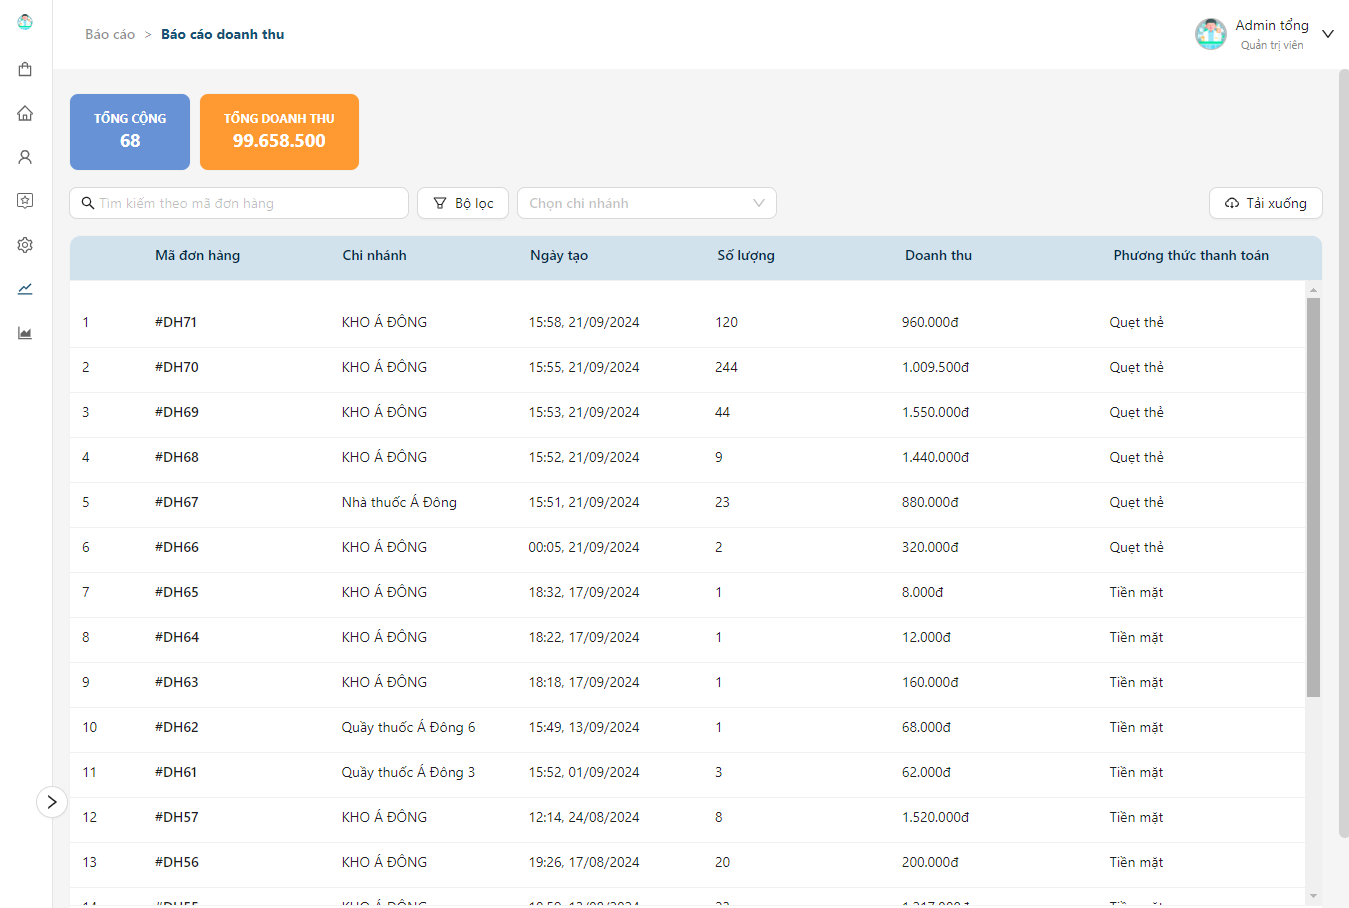 Báo cáo > Báo cáo doanh thu
Admin tổng
Quản trị viên
TỔNG CỘNG
68
TỔNG DOANH THU
99.658.500
Tìm kiếm theo mã đơn hàng
Bộ lọc
Chọn chi nhánh
Tải xuống
Mã đơn hàng Chi nhánh Ngày tạo Số lượng Doanh thu Phương thức thanh toán
1 #DH71 KHO Á ĐÔNG 15:58, 21/09/2024 120 960.000đ Quẹt thẻ
2 #DH70 KHO Á ĐÔNG 15:55, 21/09/2024 244 1.009.500đ Quẹt thẻ
3 #DH69 KHO Á ĐÔNG 15:53, 21/09/2024 44 1.550.000đ Quẹt thẻ
4 #DH68 KHO Á ĐÔNG 15:52, 21/09/2024 9 1.440.000đ Quẹt thẻ
5 #DH67 Nhà thuốc Á Đông 15:51, 21/09/2024 23 880.000đ Quẹt thẻ
6 #DH66 KHO Á ĐÔNG 00:05, 21/09/2024 2 320.000đ Quẹt thẻ
7 #DH65 KHO Á ĐÔNG 18:32, 17/09/2024 1 8.000đ Tiền mặt
8 #DH64 KHO Á ĐÔNG 18:22, 17/09/2024 1 12.000đ Tiền mặt
9 #DH63 KHO Á ĐÔNG 18:18, 17/09/2024 1 160.000đ Tiền mặt
10 #DH62 Quầy thuốc Á Đông 6 15:49, 13/09/2024 1 68.000đ Tiền mặt
11 #DH61 Quầy thuốc Á Đông 3 15:52, 01/09/2024 3 62.000đ Tiền mặt
12 #DH57 KHO Á ĐÔNG 12:14, 24/08/2024 8 1.520.000đ Tiền mặt
13 #DH56 KHO Á ĐÔNG 19:26, 17/08/2024 20 200.000đ Tiền mặt